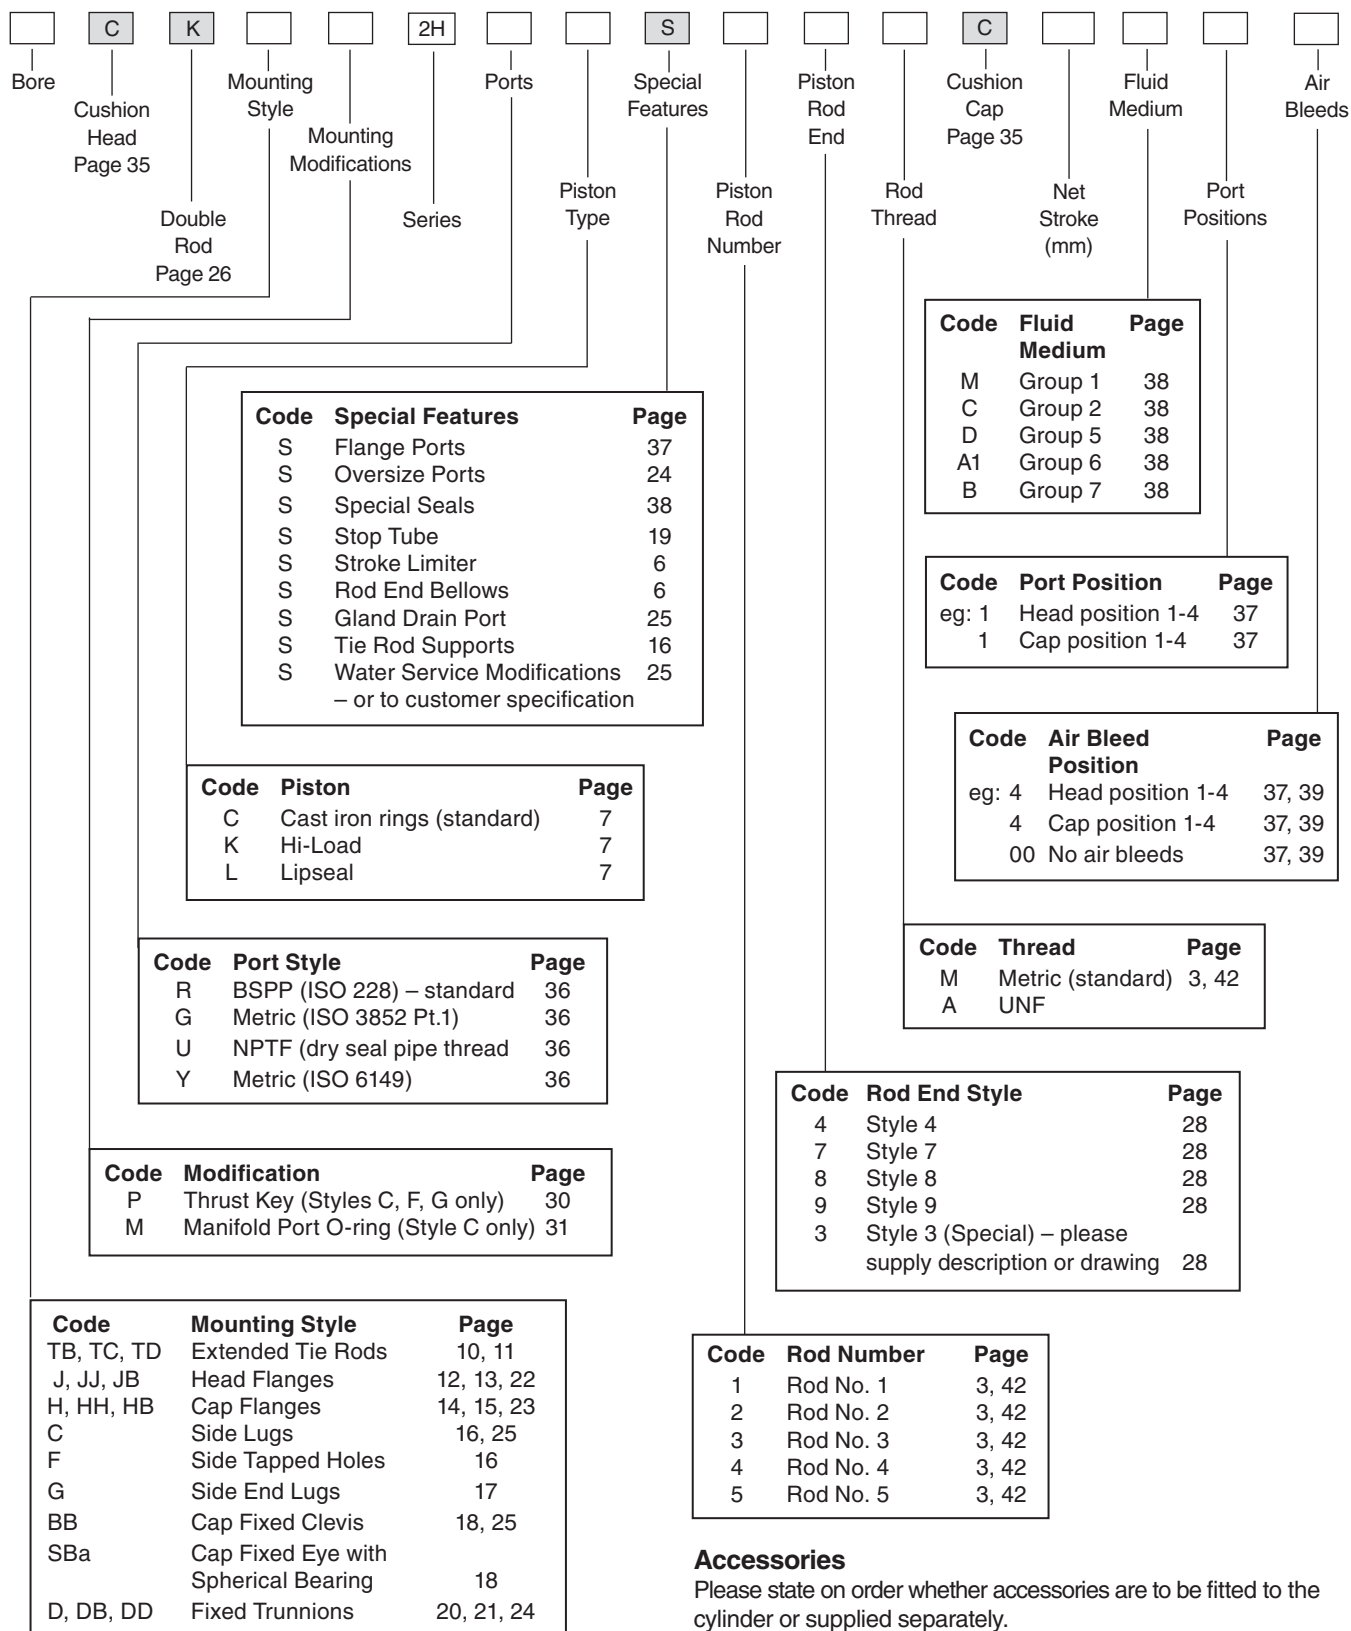 C K 2H S C
Bore
Cushion
Head
Page 35
Double
Rod
Page 26
Mounting
Style
Mounting
Modifications
Series
Ports
Piston
Type
Special
Features
Piston
Rod
Number
Piston
Rod
End
Rod
Thread
Cushion
Cap
Page 35
Net
Stroke
(mm)
Fluid
Medium
Port
Positions
Air
Bleeds
Code Fluid Page
Medium
M Group 1 38
C Group 2 38
D Group 5 38
A1 Group 6 38
B Group 7 38
Code Special Features Page
S Flange Ports 37
S Oversize Ports 24
S Special Seals 38
S Stop Tube 19
S Stroke Limiter 6
S Rod End Bellows 6
S Gland Drain Port 25
S Tie Rod Supports 16
S Water Service Modifications 25
– or to customer specification
Code Port Position Page
eg: 1 Head position 1-4 37
1 Cap position 1-4 37
Code Air Bleed Page
Position
eg: 4 Head position 1-4 37, 39
4 Cap position 1-4 37, 39
00 No air bleeds 37, 39
Code Piston Page
C Cast iron rings (standard) 7
K Hi-Load 7
L Lipseal 7
Code Thread Page
M Metric (standard) 3, 42
A UNF
Code Port Style Page
R BSPP (ISO 228) – standard 36
G Metric (ISO 3852 Pt.1) 36
U NPTF (dry seal pipe thread 36
Y Metric (ISO 6149) 36
Code Rod End Style Page
4 Style 4 28
7 Style 7 28
8 Style 8 28
9 Style 9 28
3 Style 3 (Special) – please
supply description or drawing 28
Code Modification Page
P Thrust Key (Styles C, F, G only) 30
M Manifold Port O-ring (Style C only) 31
Code Mounting Style Page
TB, TC, TD Extended Tie Rods 10, 11
J, JJ, JB Head Flanges 12, 13, 22
H, HH, HB Cap Flanges 14, 15, 23
C Side Lugs 16, 25
F Side Tapped Holes 16
G Side End Lugs 17
BB Cap Fixed Clevis 18, 25
SBa Cap Fixed Eye with
Spherical Bearing 18
D, DB, DD Fixed Trunnions 20, 21, 24
Code Rod Number Page
1 Rod No. 1 3, 42
2 Rod No. 2 3, 42
3 Rod No. 3 3, 42
4 Rod No. 4 3, 42
5 Rod No. 5 3, 42
Accessories
Please state on order whether accessories are to be fitted to the
cylinder or supplied separately.